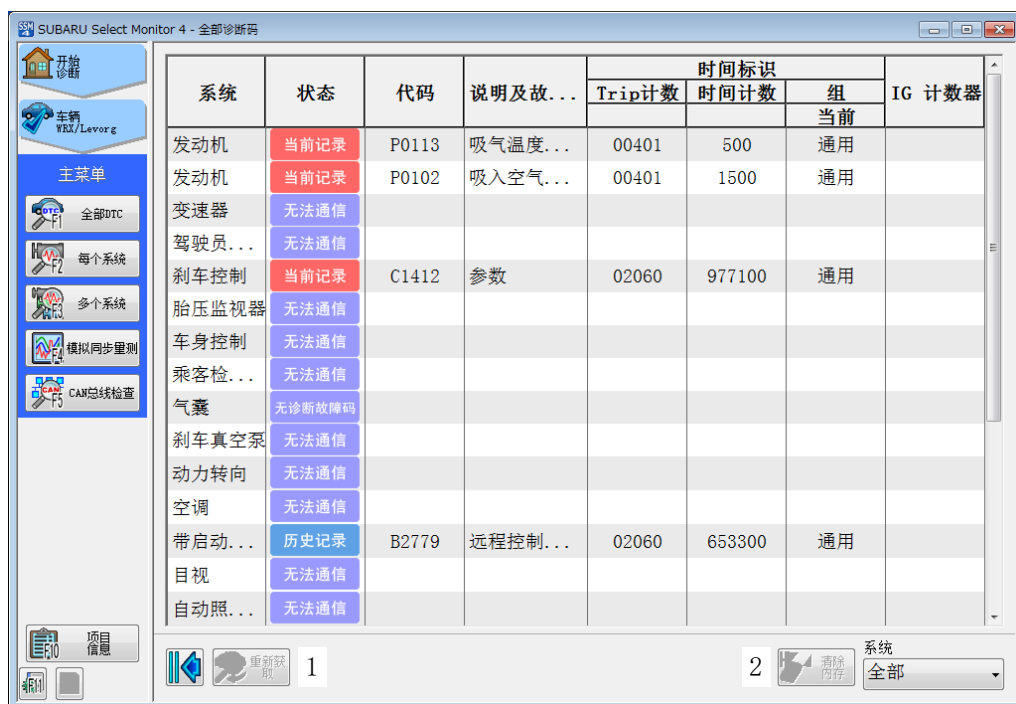 SUBARU Select Monitor 4 - 全部诊断码
开始
诊断
车辆
WRX/Levorg
主菜单
F1 全部DTC
F2 每个系统
F3 多个系统
F4 模拟同步量测
F5 CAN总线检查
F10 项目
信息
F11
系统 状态 代码 说明及故... 时间标识 IG 计数器
Trip计数 时间计数 组
当前
发动机 当前记录 P0113 吸气温度... 00401 500 通用
发动机 当前记录 P0102 吸入空气... 00401 1500 通用
变速器 无法通信
驾驶员... 无法通信
刹车控制 当前记录 C1412 参数 02060 977100 通用
胎压监视器 无法通信
车身控制 无法通信
乘客检... 无法通信
气囊 无诊断故障码
刹车真空泵 无法通信
动力转向 无法通信
空调 无法通信
带启动... 历史记录 B2779 远程控制... 02060 653300 通用
目视 无法通信
自动照... 无法通信
重新获
取
1
2
清除
内存
系统
全部